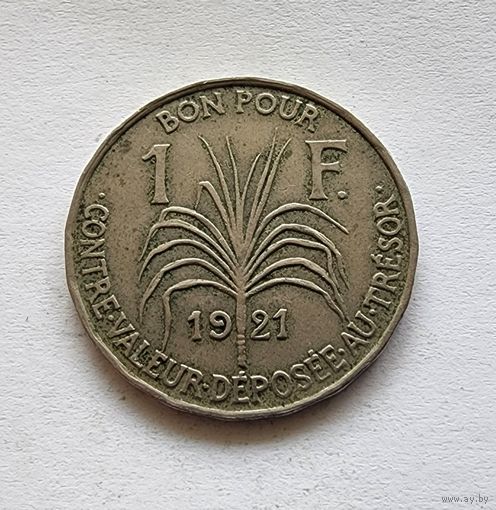 BON POUR
1 F.
1921
·CONTRE·VALEUR·DÉPOSÉE·AU·TRÉSOR·
www.ay.by